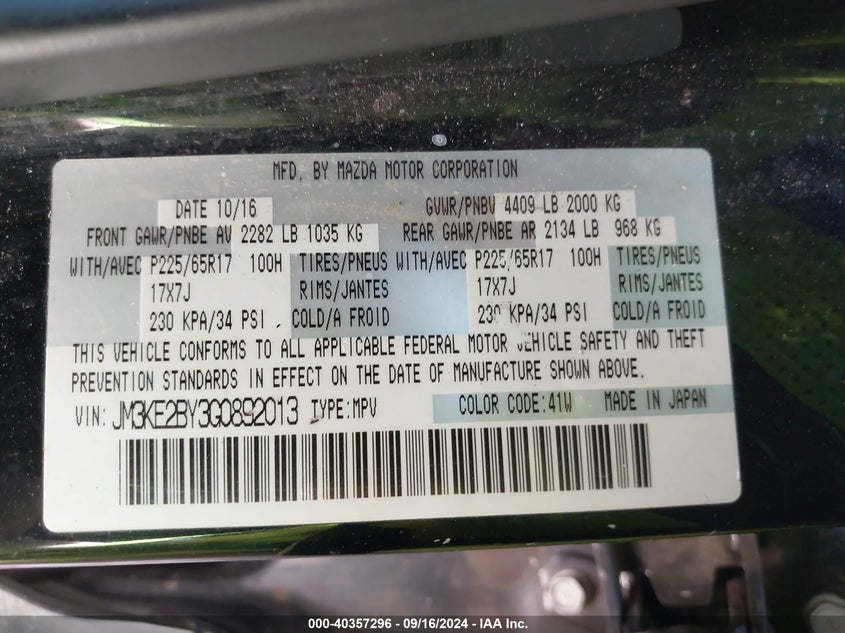 MFD. BY MAZDA MOTOR CORPORATION
DATE 10/16 GVWR/PNBV 4409 LB 2000 KG
FRONT GAWR/PNBE AV 2282 LB 1035 KG REAR GAWR/PNBE AR 2134 LB 968 KG
WITH/AVEC P225/65R17 100H TIRES/PNEUS WITH/AVEC P225/65R17 100H TIRES/PNEUS
17X7J RIMS/JANTES 17X7J RIMS/JANTES
230 KPA/34 PSI . COLD/A FROID 230 KPA/34 PSI COLD/A FROID
THIS VEHICLE CONFORMS TO ALL APPLICABLE FEDERAL MOTOR VEHICLE SAFETY AND THEFT
PREVENTION STANDARDS IN EFFECT ON THE DATE OF MANUFACTURE SHOWN ABOVE.
VIN: JM3KE2BY3G0892013 TYPE:MPV COLOR CODE:41W MADE IN JAPAN
000-40357296 - 09/16/2024 - IAA Inc.